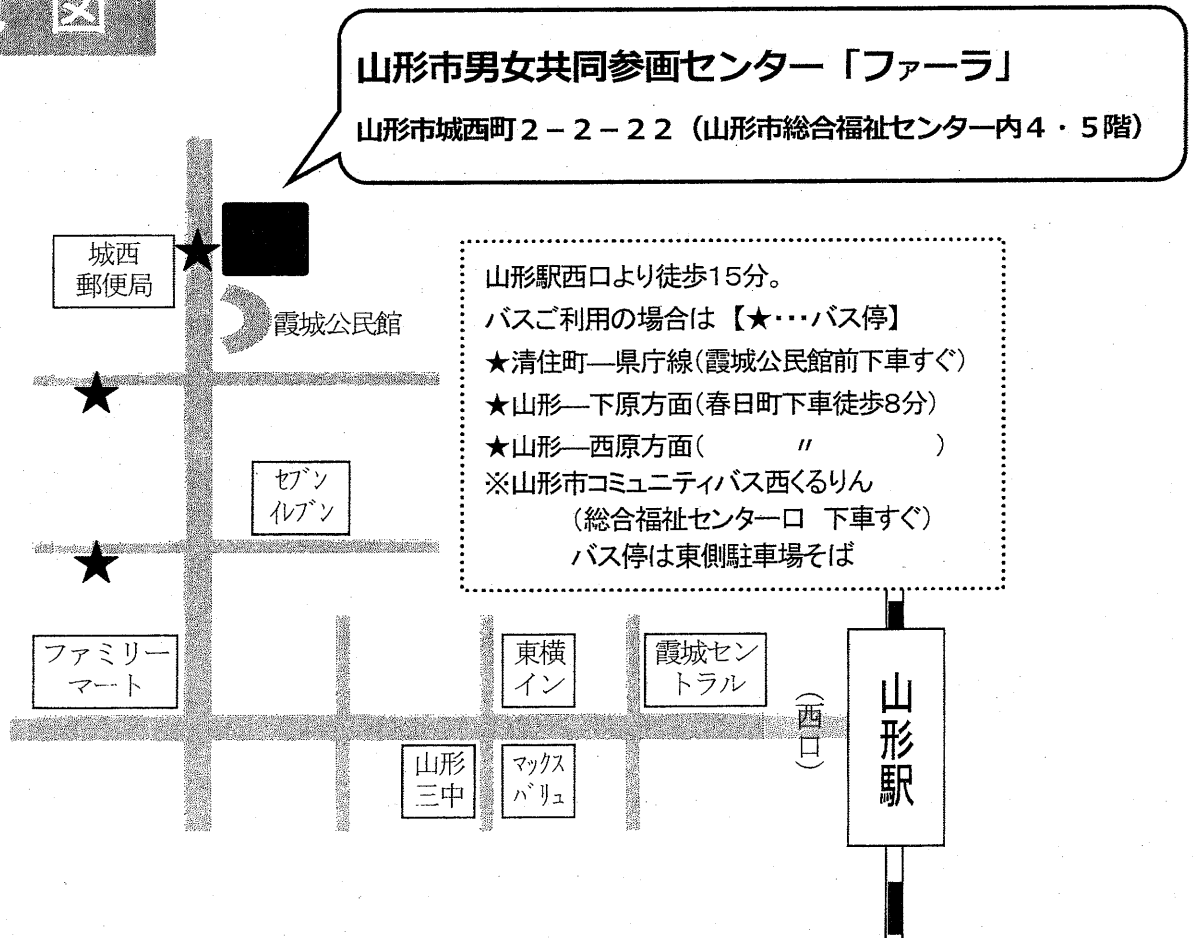 図
山形市男女共同参画センター「ファーラ」
山形市城西町２－２－２２（山形市総合福祉センター内４・５階）
城西
郵便局
霞城公民館
山形駅西口より徒歩15分。
バスご利用の場合は【★･･･バス停】
★清住町―県庁線(霞城公民館前下車すぐ)
★山形―下原方面(春日町下車徒歩8分)
★山形―西原方面(　　〃　　)
※山形市コミュニティバス西くるりん
(総合福祉センター口　下車すぐ)
バス停は東側駐車場そば
ｾﾌﾞﾝ
ｲﾚﾌﾞﾝ
ファミリー
マート
東横
イン
霞城セン
トラル
(西口)
山形駅
山形
三中
ﾏｯｸｽ
ﾊﾞﾘｭ